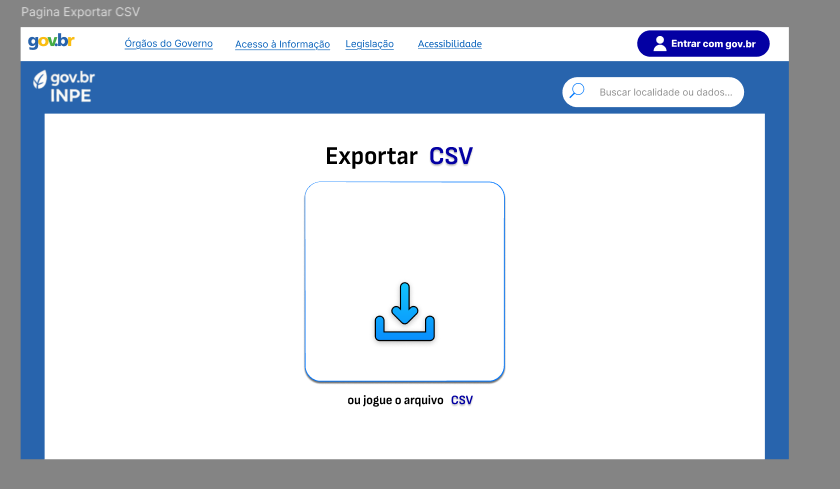 Pagina Exportar CSV
gov.br
Órgãos do Governo
Acesso à Informação
Legislação
Acessibilidade
Entrar com gov.br
gov.br
INPE
Buscar localidade ou dados...
Exportar CSV
ou jogue o arquivo CSV